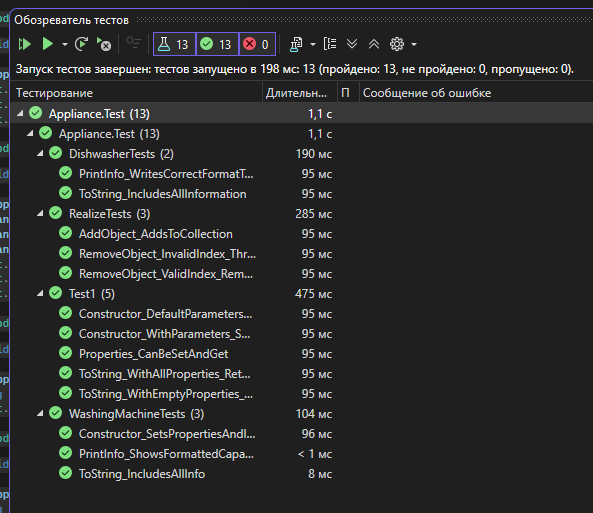 Обозреватель тестов
13 13 0
Запуск тестов завершен: тестов запущено в 198 мс: 13 (пройдено: 13, не пройдено: 0, пропущено: 0).
Тестирование Длительн... П Сообщение об ошибке
Appliance.Test (13) 1,1 с
Appliance.Test (13) 1,1 с
DishwasherTests (2) 190 мс
PrintInfo_WritesCorrectFormatT... 95 мс
ToString_IncludesAllInformation 95 мс
RealizeTests (3) 285 мс
AddObject_AddsToCollection 95 мс
RemoveObject_InvalidIndex_Thr... 95 мс
RemoveObject_ValidIndex_Rem... 95 мс
Test1 (5) 475 мс
Constructor_DefaultParameters... 95 мс
Constructor_WithParameters_S... 95 мс
Properties_CanBeSetAndGet 95 мс
ToString_WithAllProperties_Ret... 95 мс
ToString_WithEmptyProperties_... 95 мс
WashingMachineTests (3) 104 мс
Constructor_SetsPropertiesAndI... 96 мс
PrintInfo_ShowsFormattedCapa... < 1 мс
ToString_IncludesAllInfo 8 мс